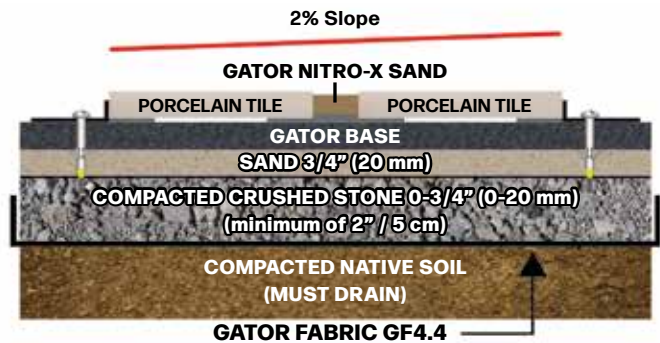 2% Slope
GATOR NITRO-X SAND
PORCELAIN TILE PORCELAIN TILE
GATOR BASE
SAND 3/4” (20 mm)
COMPACTED CRUSHED STONE 0-3/4” (0-20 mm)
(minimum of 2” / 5 cm)
COMPACTED NATIVE SOIL
(MUST DRAIN)
GATOR FABRIC GF4.4